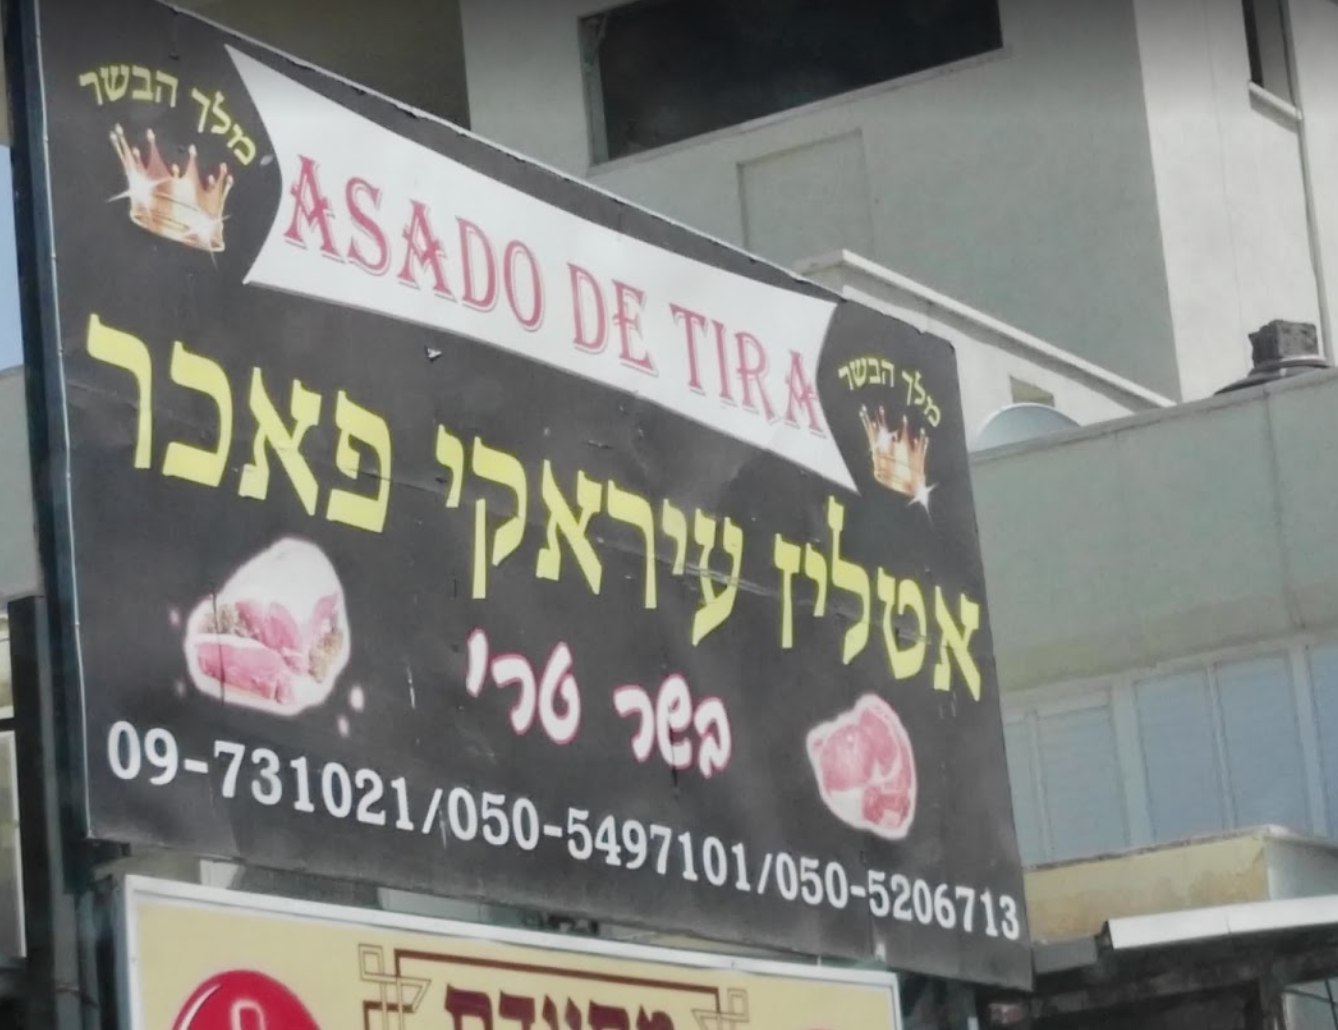 מלך הבשר
ASADO DE TIRA
מלך הבשר
אטליז עיראקי פאכר
בשר טרי
09-731021/050-5497101/050-5206713